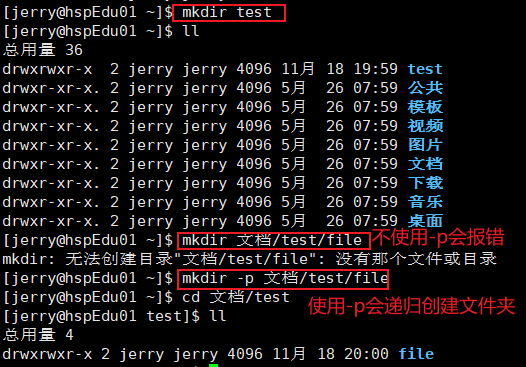 [jerry@hspEdu01 ~]$ mkdir test
[jerry@hspEdu01 ~]$ ll
总用量 36
drwxrwxr-x  2 jerry jerry 4096 11月 18 19:59 test
drwxr-xr-x. 2 jerry jerry 4096 5月  26 07:59 公共
drwxr-xr-x. 2 jerry jerry 4096 5月  26 07:59 模板
drwxr-xr-x. 2 jerry jerry 4096 5月  26 07:59 视频
drwxr-xr-x. 2 jerry jerry 4096 5月  26 07:59 图片
drwxr-xr-x. 2 jerry jerry 4096 5月  26 07:59 文档
drwxr-xr-x. 2 jerry jerry 4096 5月  26 07:59 下载
drwxr-xr-x. 2 jerry jerry 4096 5月  26 07:59 音乐
drwxr-xr-x. 2 jerry jerry 4096 5月  26 07:59 桌面
[jerry@hspEdu01 ~]$ mkdir 文档/test/file 不使用-p会报错
mkdir: 无法创建目录"文档/test/file": 没有那个文件或目录
[jerry@hspEdu01 ~]$ mkdir -p 文档/test/file
[jerry@hspEdu01 ~]$ cd 文档/test 使用-p会递归创建文件夹
[jerry@hspEdu01 test]$ ll
总用量 4
drwxrwxr-x 2 jerry jerry 4096 11月 18 20:00 file